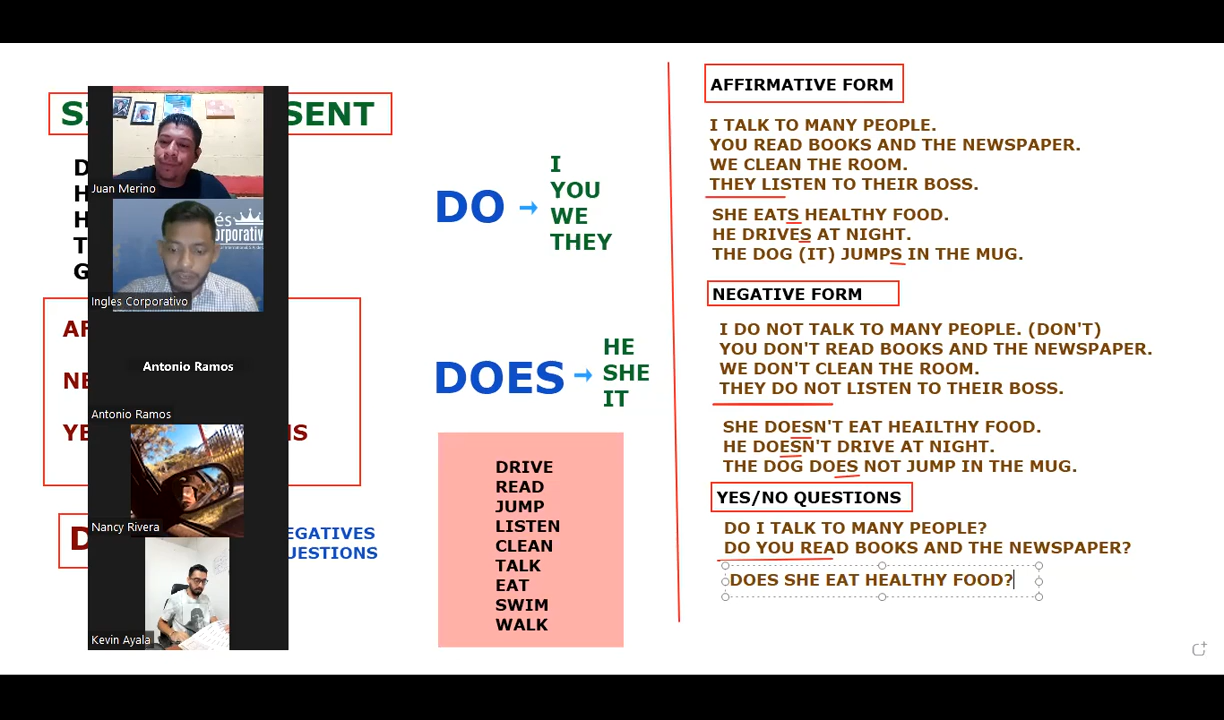 SENT
DO → I
YOU
WE
THEY
DOES → HE
SHE
IT
DRIVE
READ
JUMP
LISTEN
CLEAN
TALK
EAT
SWIM
WALK
AFFIRMATIVE FORM
I TALK TO MANY PEOPLE.
YOU READ BOOKS AND THE NEWSPAPER.
WE CLEAN THE ROOM.
THEY LISTEN TO THEIR BOSS.
SHE EATS HEALTHY FOOD.
HE DRIVES AT NIGHT.
THE DOG (IT) JUMPS IN THE MUG.
NEGATIVE FORM
I DO NOT TALK TO MANY PEOPLE. (DON'T)
YOU DON'T READ BOOKS AND THE NEWSPAPER.
WE DON'T CLEAN THE ROOM.
THEY DO NOT LISTEN TO THEIR BOSS.
SHE DOESN'T EAT HEAILTHY FOOD.
HE DOESN'T DRIVE AT NIGHT.
THE DOG DOES NOT JUMP IN THE MUG.
YES/NO QUESTIONS
DO I TALK TO MANY PEOPLE?
DO YOU READ BOOKS AND THE NEWSPAPER?
DOES SHE EAT HEALTHY FOOD?
EGATIVES
UESTIONS
Juan Merino
és
orporativo
Ingles Corporativo
Antonio Ramos
Antonio Ramos
Nancy Rivera
Kevin Ayala